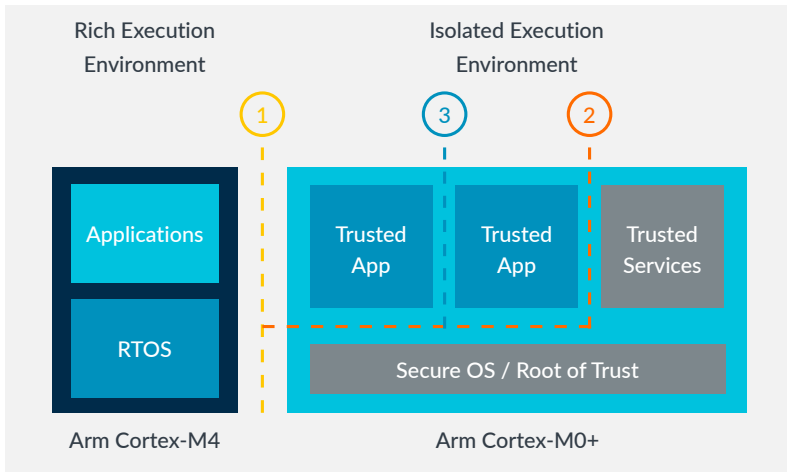 Rich Execution
Environment
Isolated Execution
Environment
1
3
2
Applications
RTOS
Trusted
App
Trusted
App
Trusted
Services
Secure OS / Root of Trust
Arm Cortex-M4
Arm Cortex-M0+